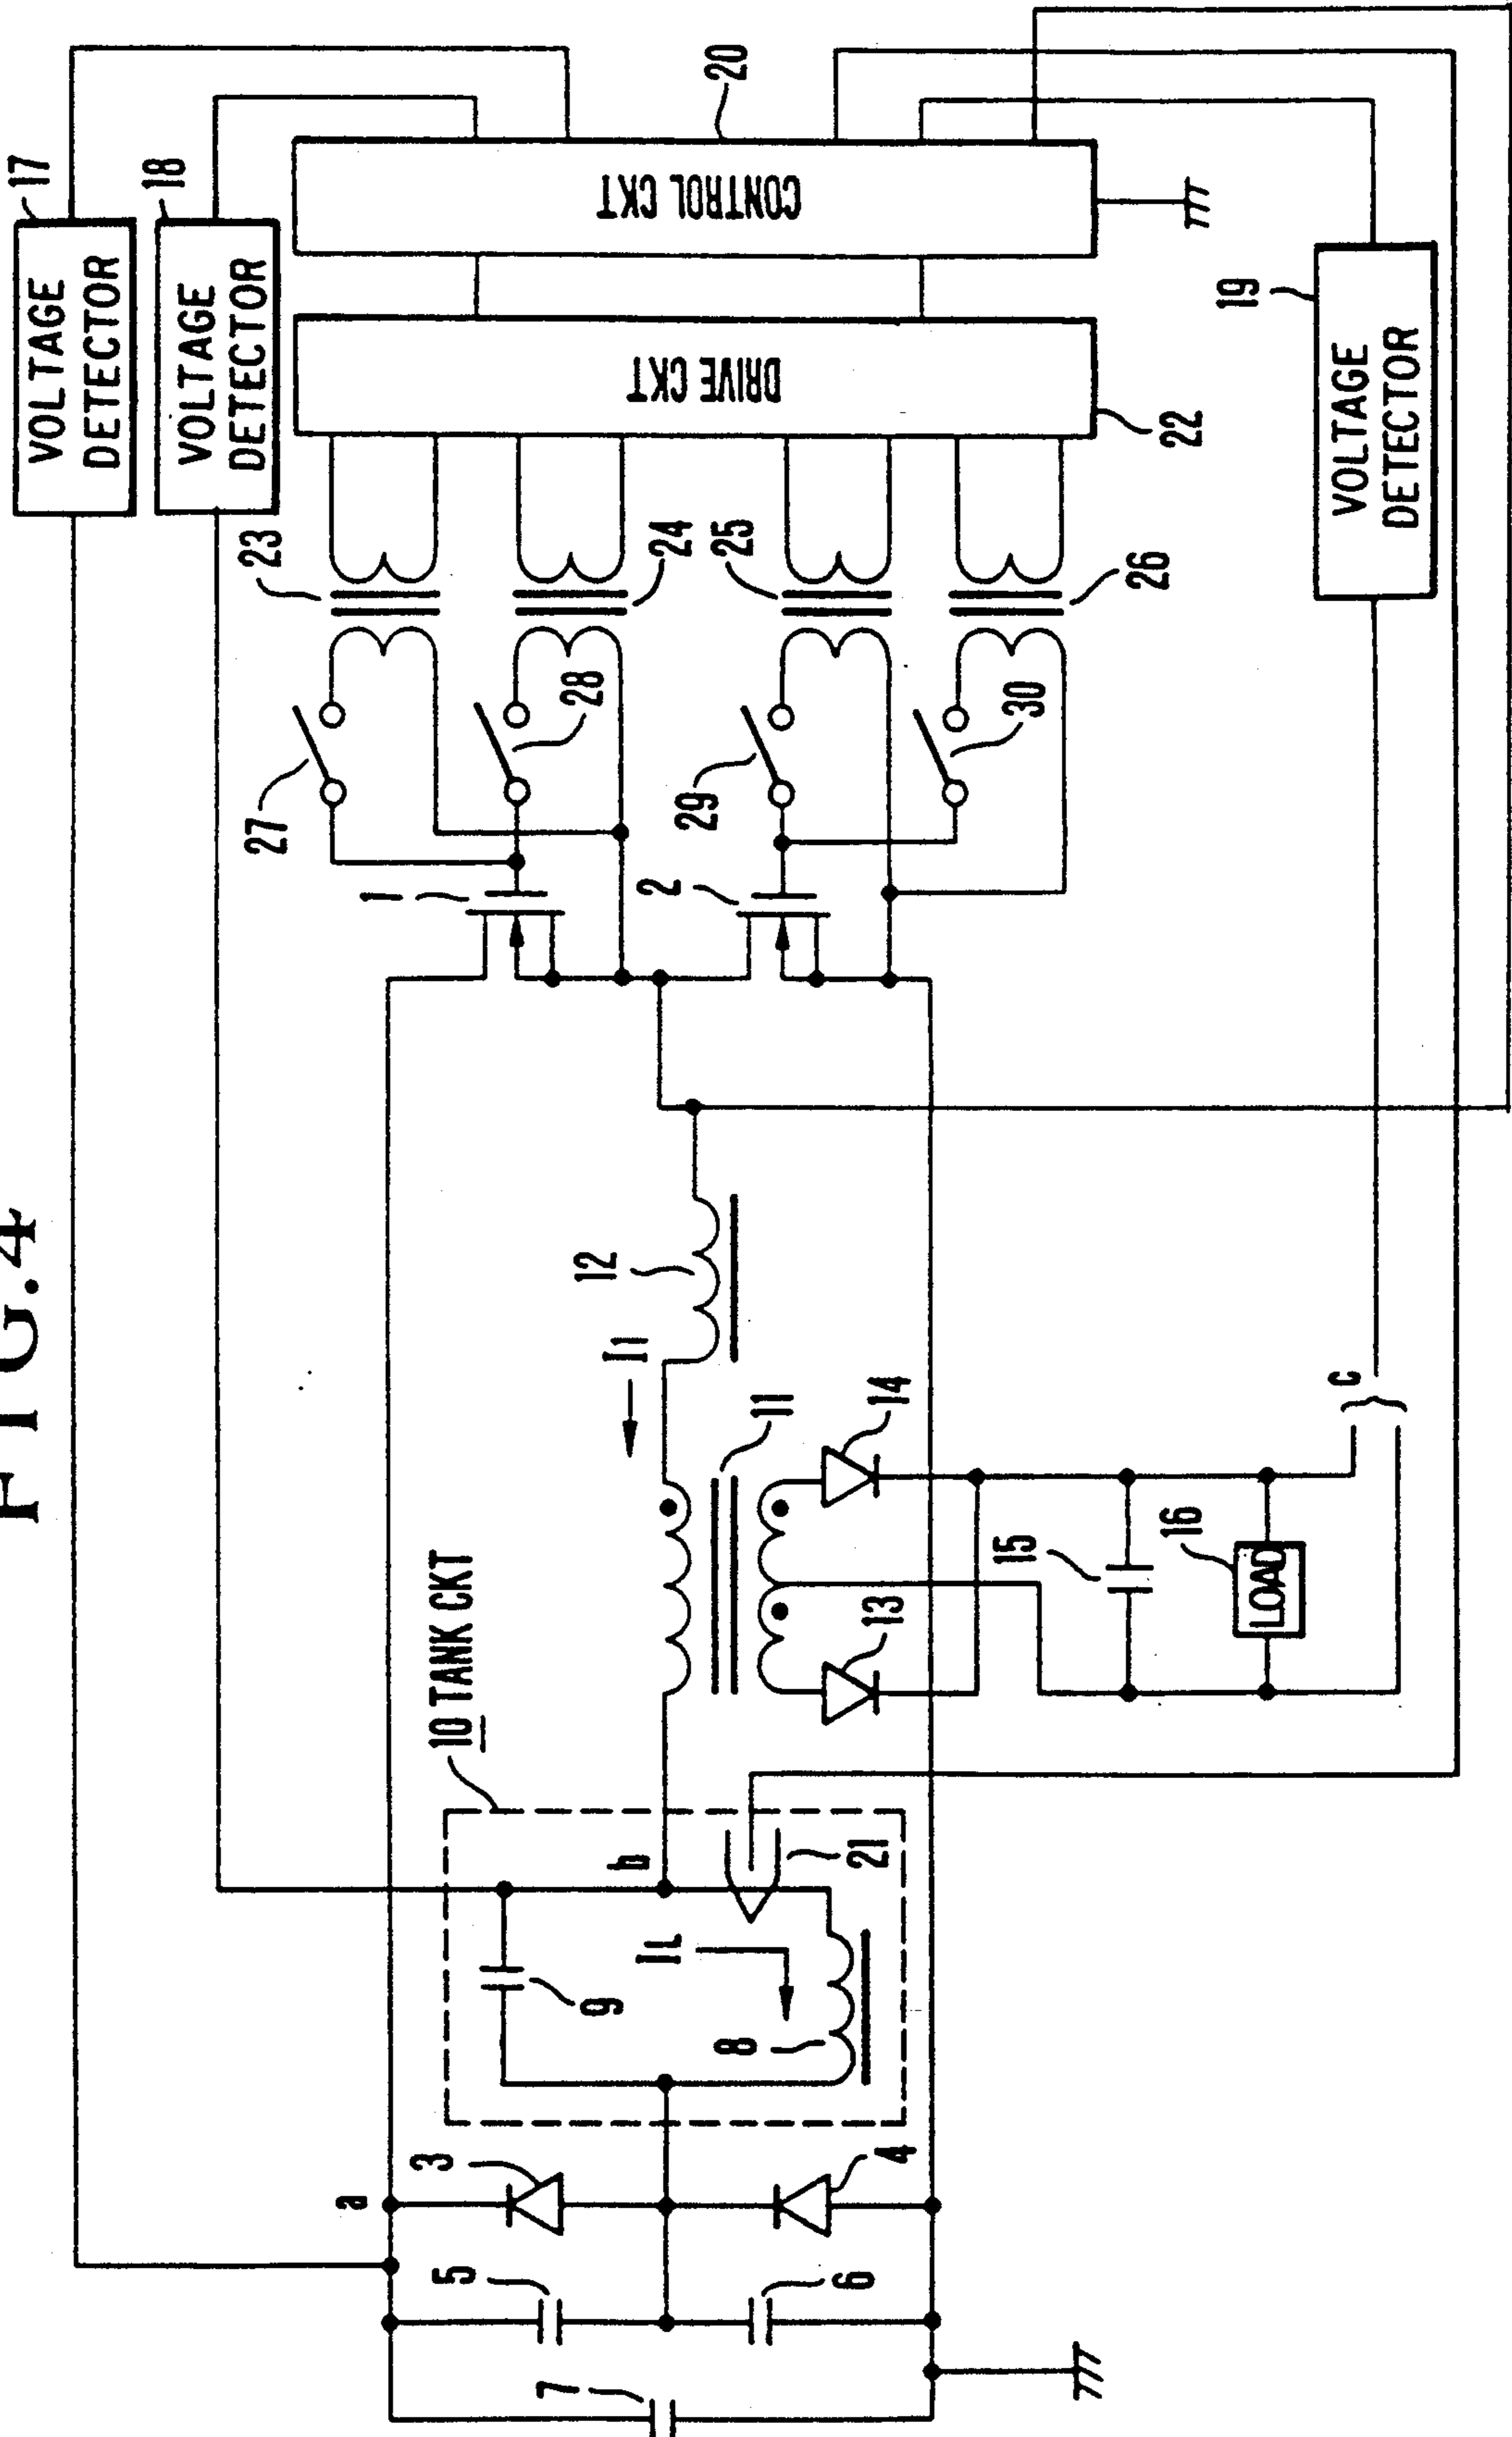 FIG.4
17
VOLTAGE
DETECTOR
18
VOLTAGE
DETECTOR
20
CONTROL CKT
DRIVE CKT
22
23
24
25
26
27
28
29
30
19
VOLTAGE
DETECTOR
1
2
12
I1
11
14
13
15
16
LOAD
C
10 TANK CKT
b
21
IL
9
8
a
3
4
5
6
7